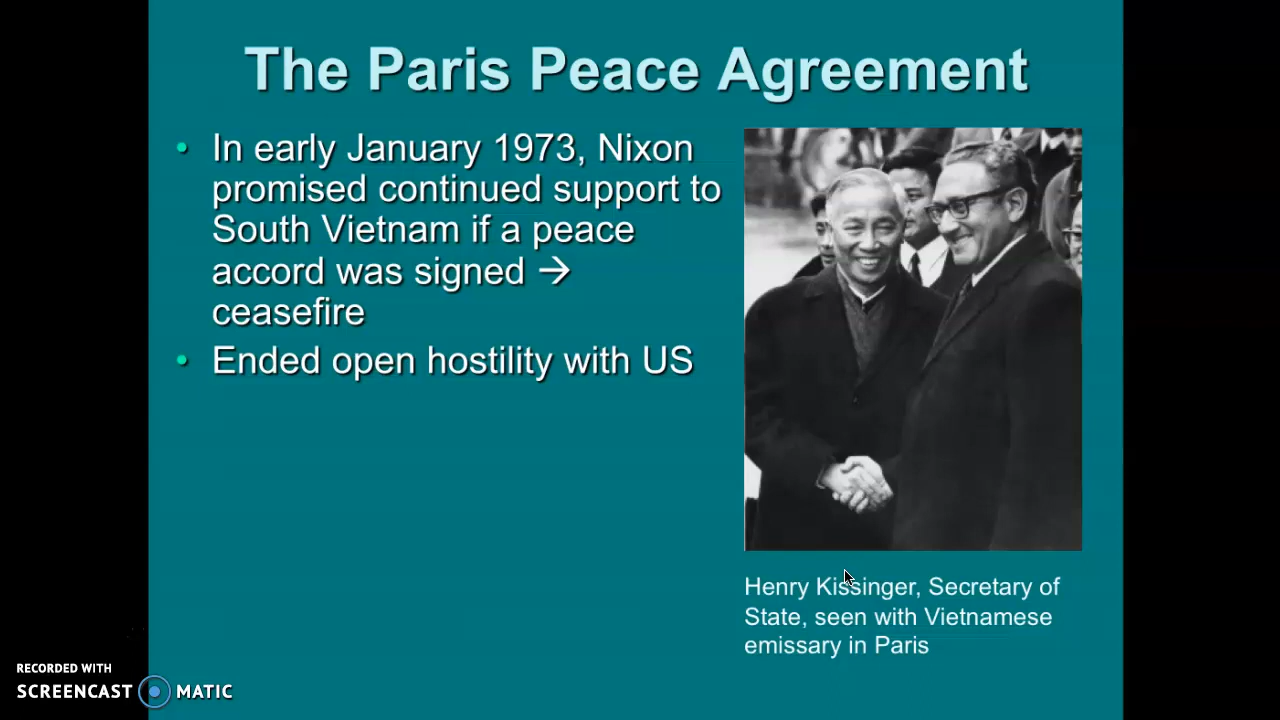 The Paris Peace Agreement
• In early January 1973, Nixon
promised continued support to
South Vietnam if a peace
accord was signed →
ceasefire
• Ended open hostility with US
Henry Kissinger, Secretary of
State, seen with Vietnamese
emissary in Paris
RECORDED WITH
SCREENCAST MATIC